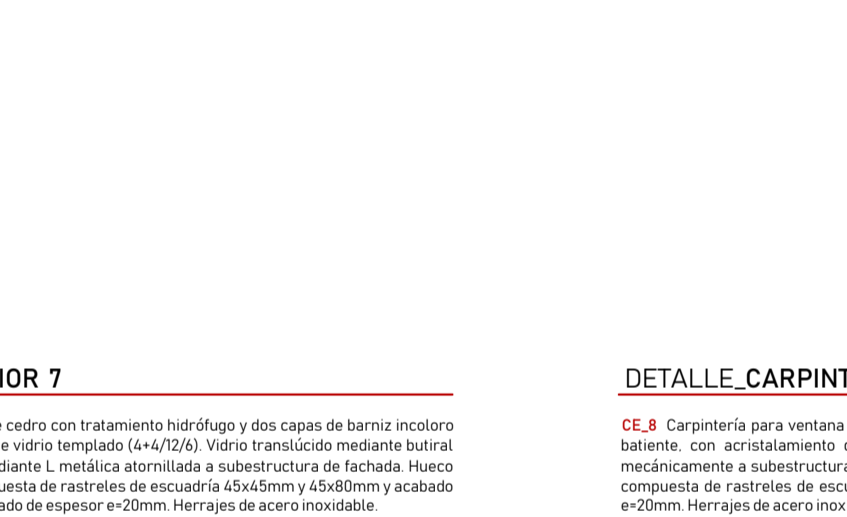 IOR 7
cedro con tratamiento hidrófugo y dos capas de barniz incoloro
e vidrio templado (4+4/12/6). Vidrio translúcido mediante butiral
diante L metálica atornillada a subestructura de fachada. Hueco
uesta de rastreles de escuadría 45x45mm y 45x80mm y acabado
ado de espesor e=20mm. Herrajes de acero inoxidable.
DETALLE_CARPINT
CE_8 Carpintería para ventana
batiente, con acristalamiento
mecánicamente a subestructura
compuesta de rastreles de escu
e=20mm. Herrajes de acero inox